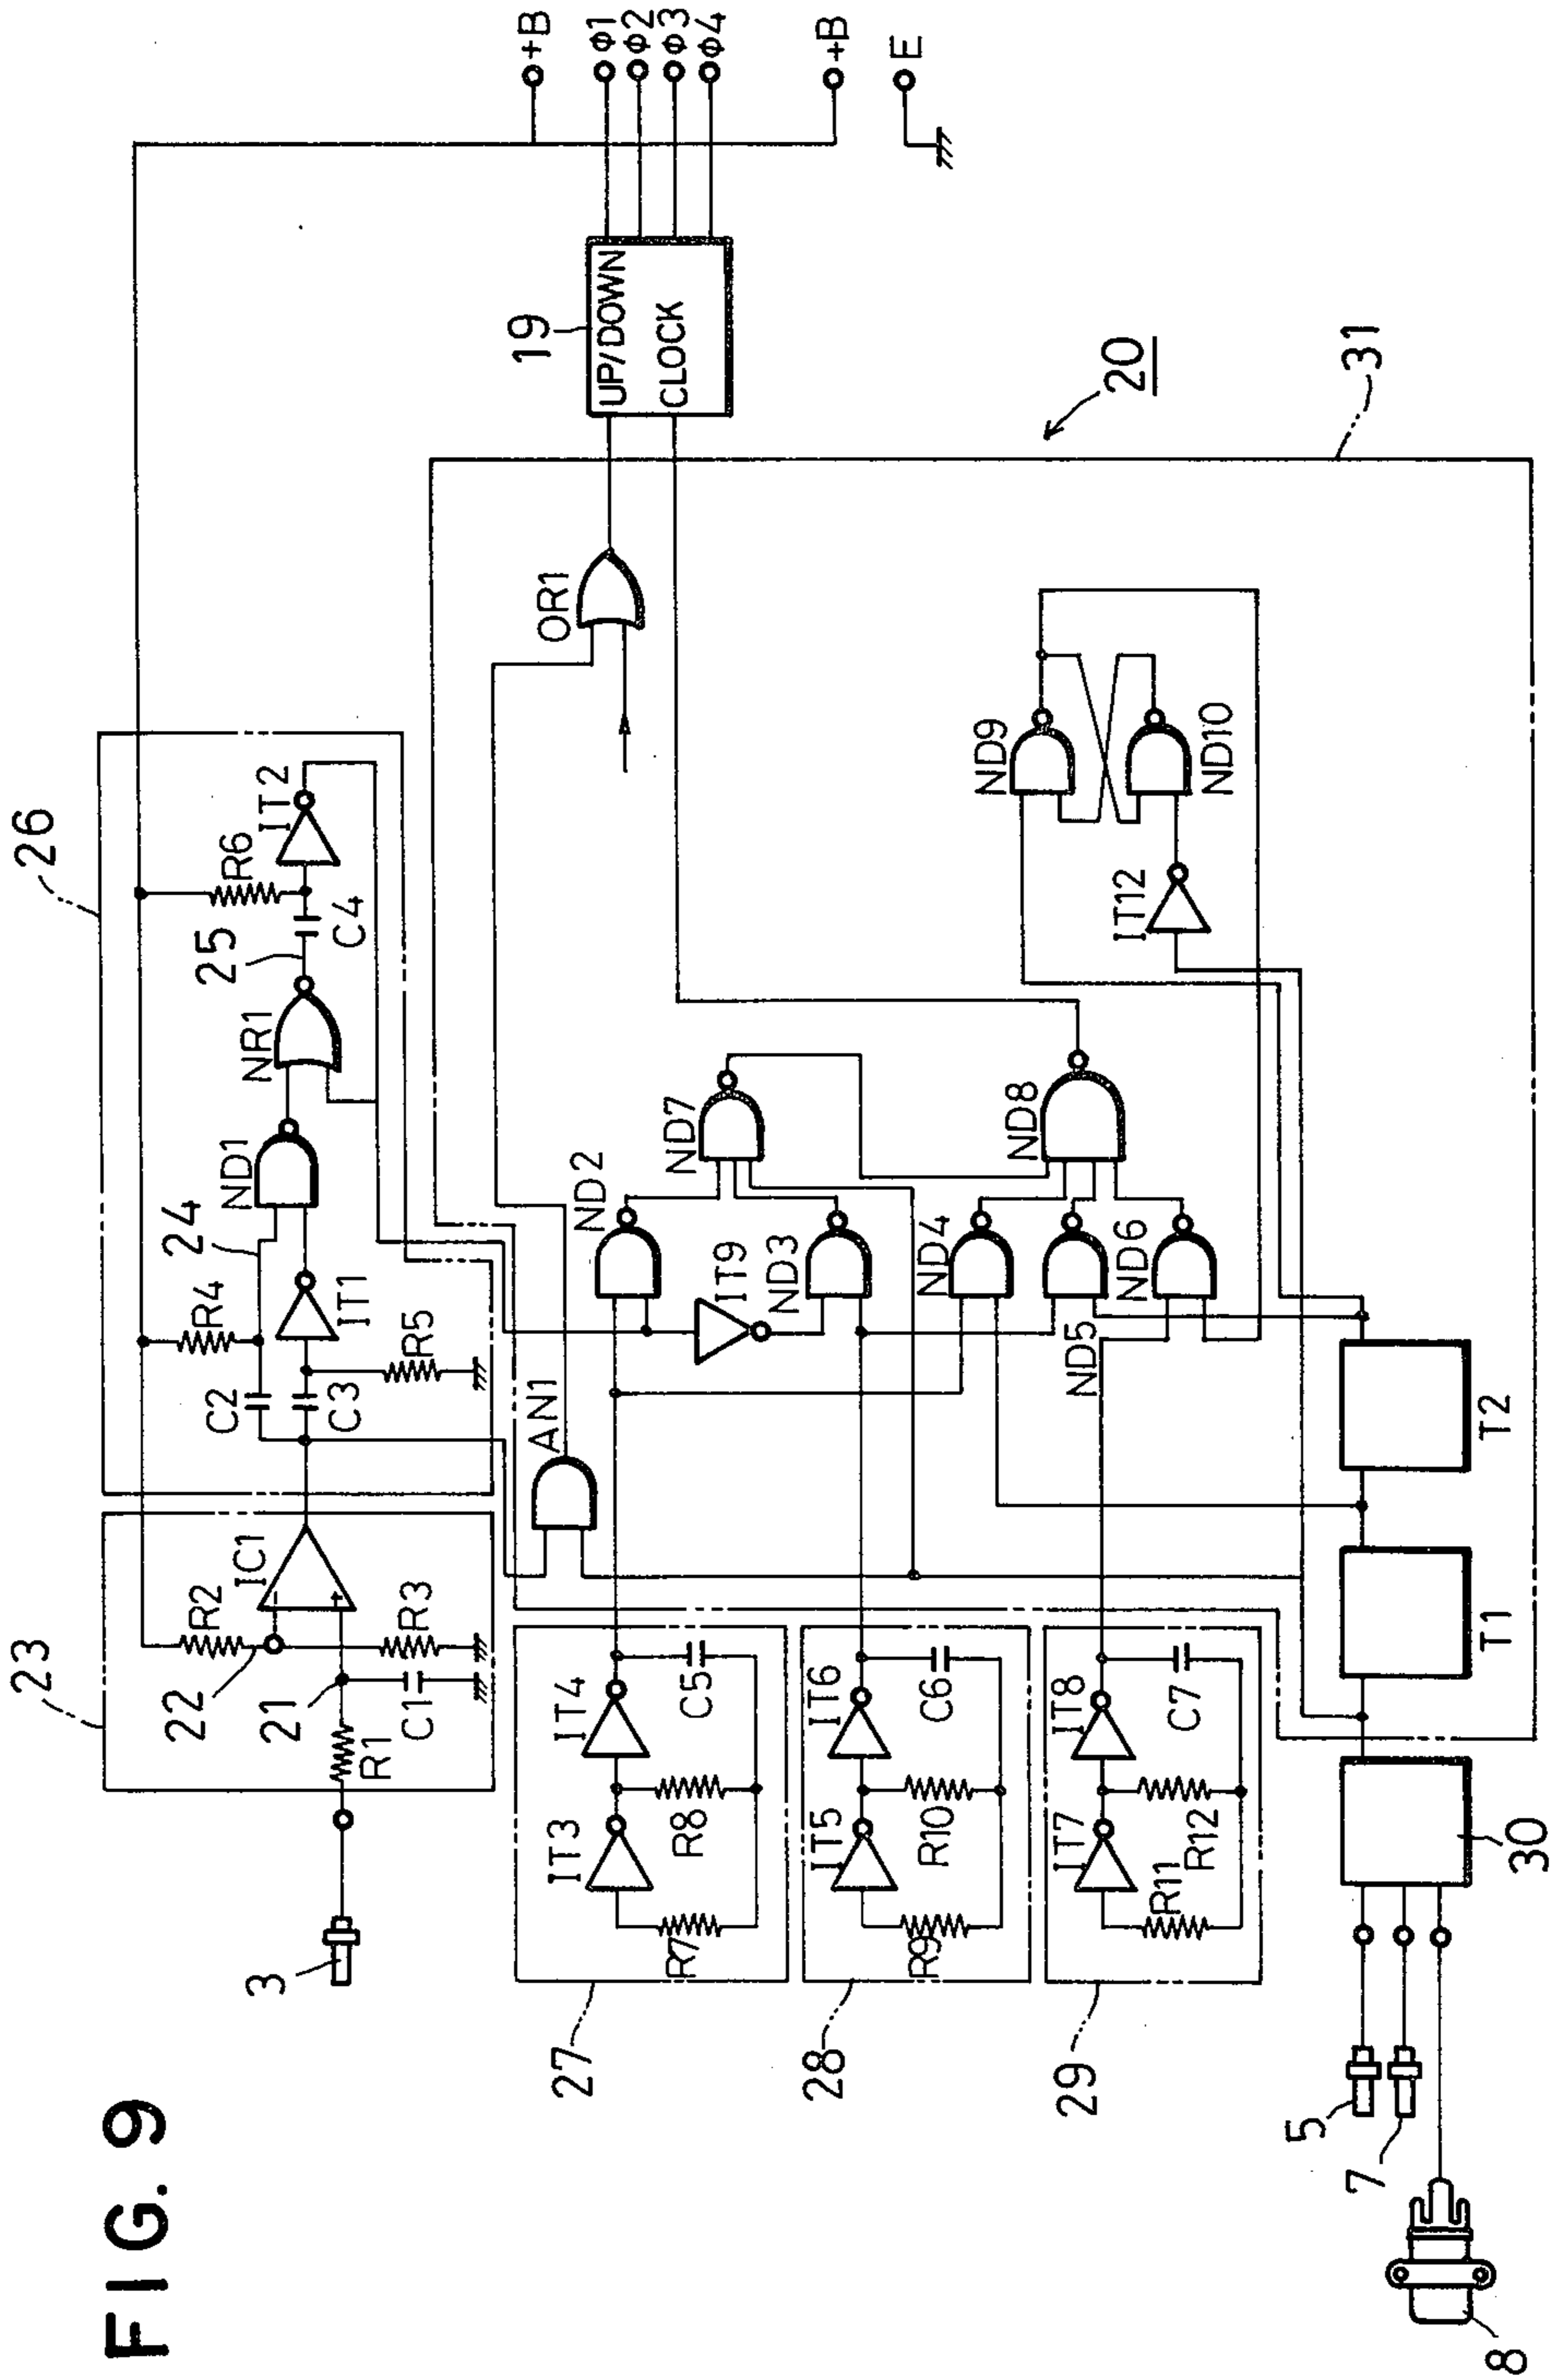 FIG. 9
23
26
3
R1
21
C1
22
R2
R3
IC1
C2
C3
R4
24
R5
IT1
ND1
NR1
25
C4
R6
IT2
+B
Φ1
Φ2
Φ3
Φ4
+B
E
19
UP/DOWN
CLOCK
OR1
AN1
20
31
27
R7
IT3
R8
IT4
C5
28
R9
IT5
R10
IT6
C6
29
R11
IT7
R12
IT8
C7
ND2
IT9
ND3
ND7
ND4
ND5
ND6
ND8
ND9
ND10
IT12
5
7
8
30
T1
T2